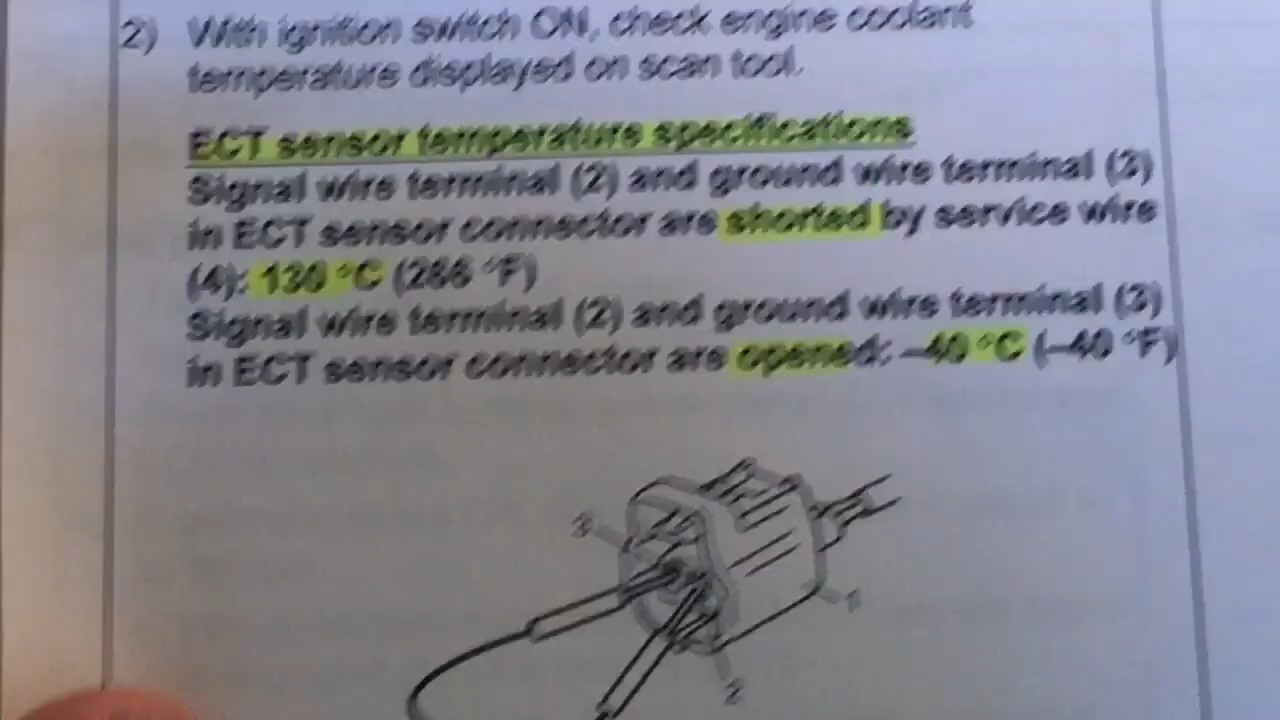 2) With ignition switch ON, check engine coolant
temperature displayed on scan tool.
ECT sensor temperature specifications
Signal wire terminal (2) and ground wire terminal (3)
in ECT sensor connector are shorted by service wire
(4): 130 °C (266 °F)
Signal wire terminal (2) and ground wire terminal (3)
in ECT sensor connector are opened: –40 °C (–40 °F)
3
1
2